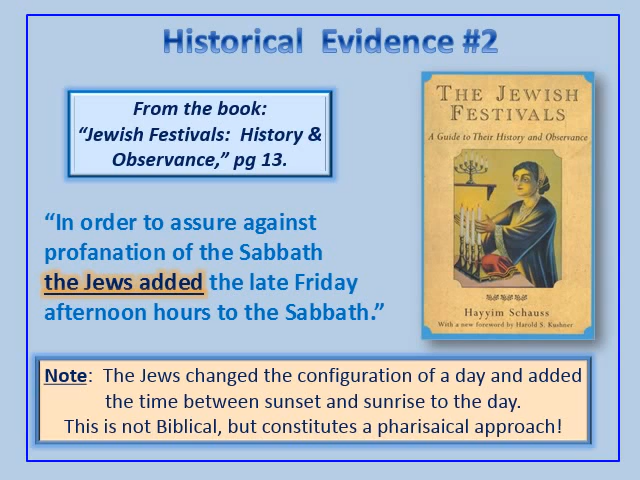 Historical  Evidence #2
From the book:
“Jewish Festivals:  History &
Observance,” pg 13.
THE JEWISH
FESTIVALS
A Guide to Their History and Observance
Hayyim Schauss
With a new foreword by Harold S. Kushner
“In order to assure against
profanation of the Sabbath
the Jews added the late Friday
afternoon hours to the Sabbath.”
Note:  The Jews changed the configuration of a day and added
the time between sunset and sunrise to the day.
This is not Biblical, but constitutes a pharisaical approach!